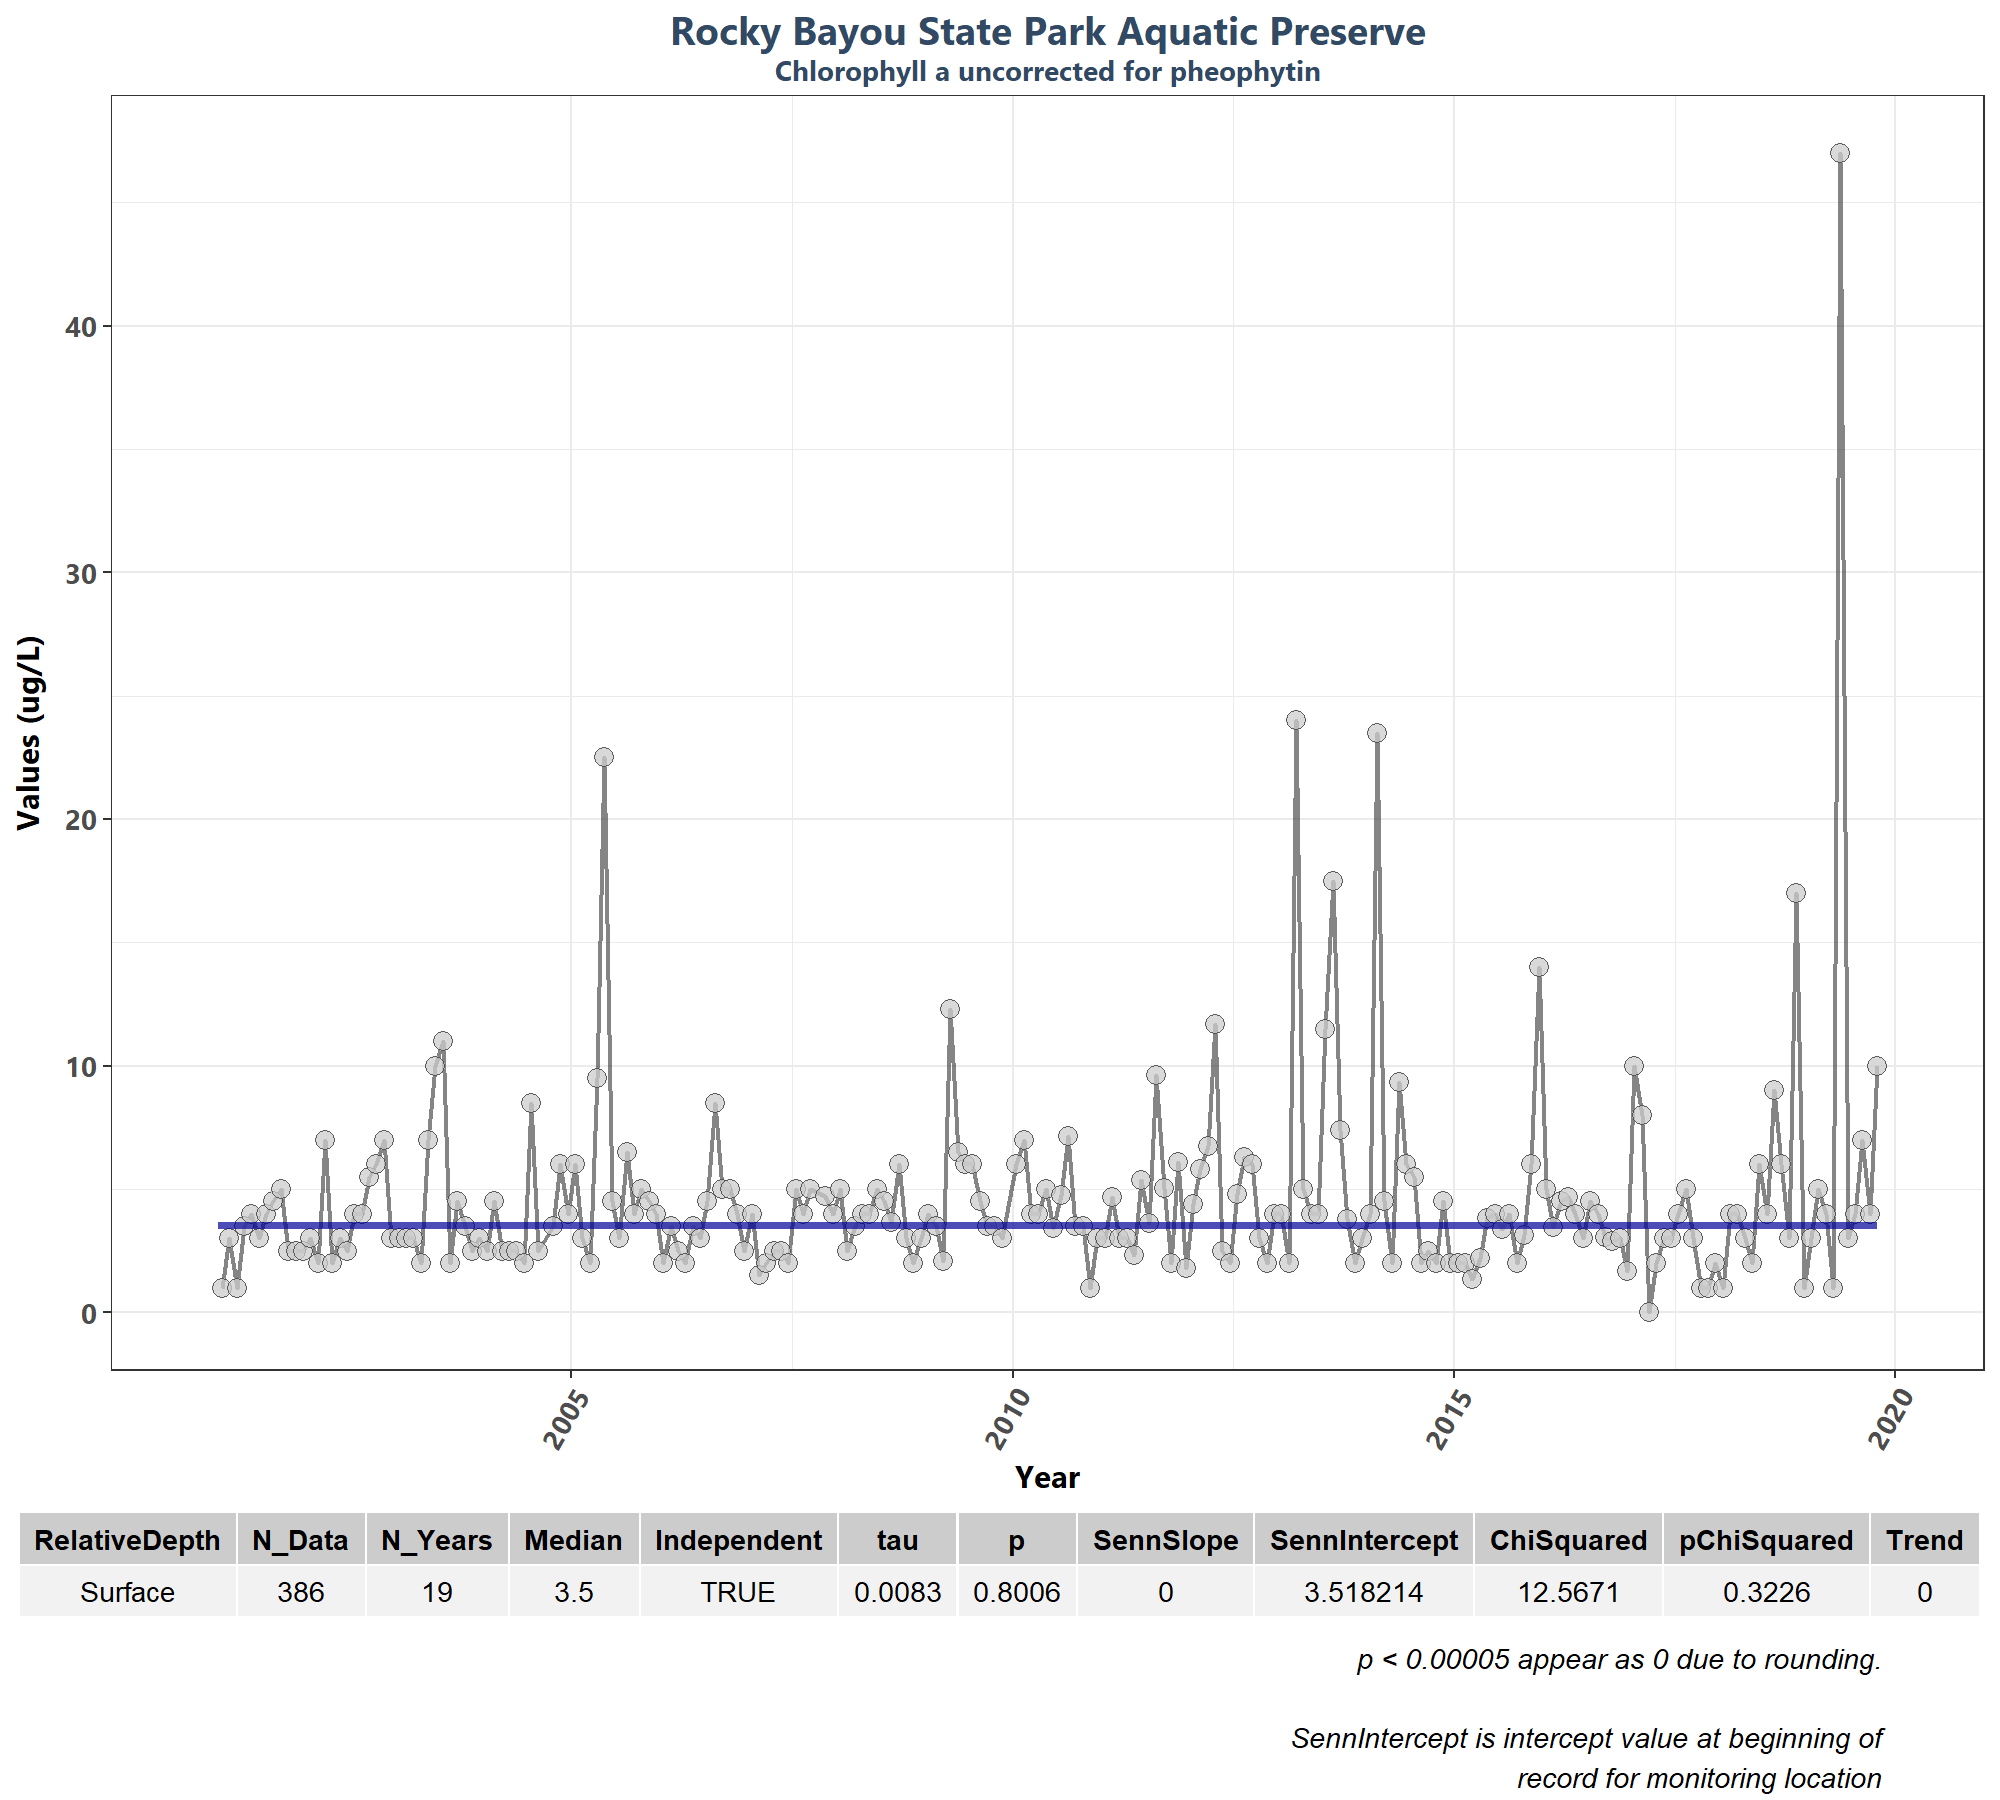 Rocky Bayou State Park Aquatic Preserve
Chlorophyll a uncorrected for pheophytin
Values (ug/L)
40
30
20
10
0
2005
2010
2015
2020
Year
RelativeDepth N_Data N_Years Median Independent tau p SennSlope SennIntercept ChiSquared pChiSquared Trend
Surface 386 19 3.5 TRUE 0.0083 0.8006 0 3.518214 12.5671 0.3226 0
p < 0.00005 appear as 0 due to rounding.
SennIntercept is intercept value at beginning of
record for monitoring location